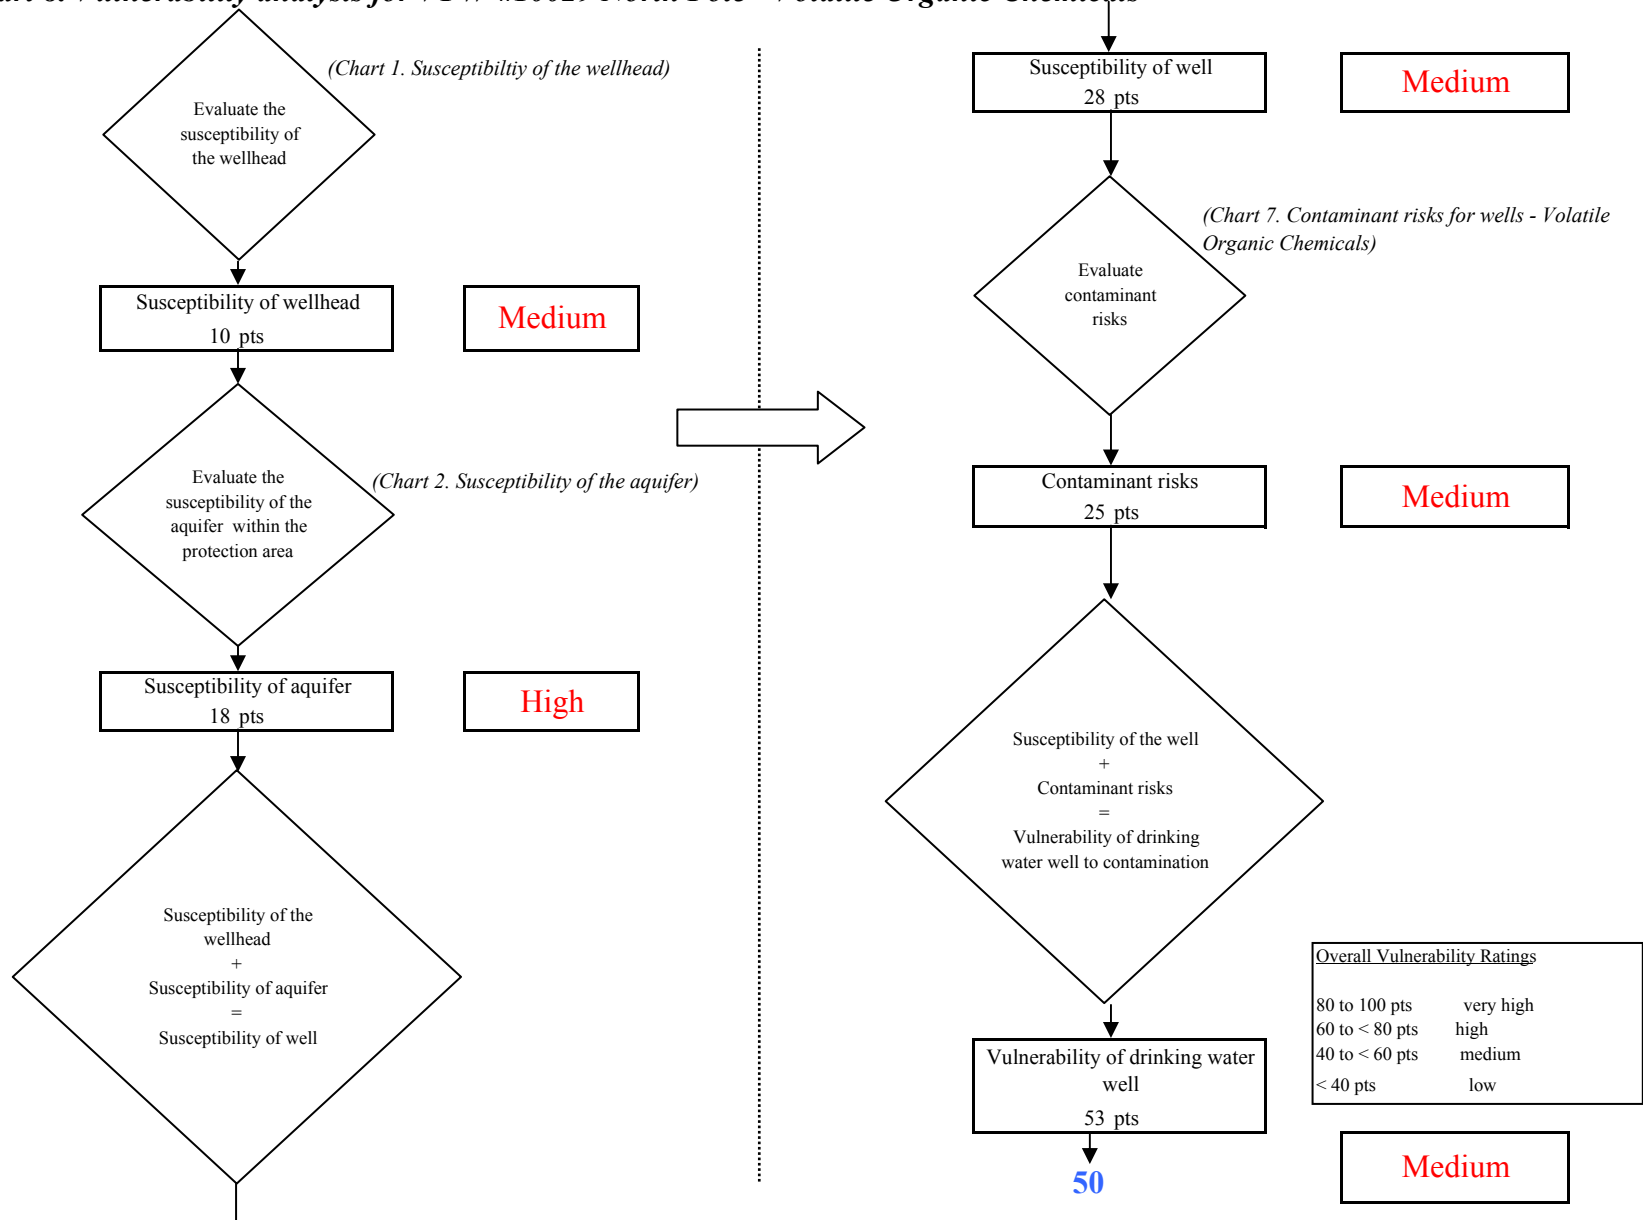 Volatile Organic Chemicals
(Chart 1. Susceptibiltiy of the wellhead)
Evaluate the
susceptibility of
the wellhead
Susceptibility of wellhead
10 pts
Medium
Evaluate the
susceptibility of the
aquifer within the
protection area
(Chart 2. Susceptibility of the aquifer)
Susceptibility of aquifer
18 pts
High
Susceptibility of the
wellhead
+
Susceptibility of aquifer
=
Susceptibility of well
Susceptibility of well
28 pts
Medium
(Chart 7. Contaminant risks for wells - Volatile
Organic Chemicals)
Evaluate
contaminant
risks
Contaminant risks
25 pts
Medium
Susceptibility of the well
+
Contaminant risks
=
Vulnerability of drinking
water well to contamination
Vulnerability of drinking water
well
53 pts
50
Overall Vulnerability Ratings
80 to 100 pts very high
60 to < 80 pts high
40 to < 60 pts medium
< 40 pts low
Medium